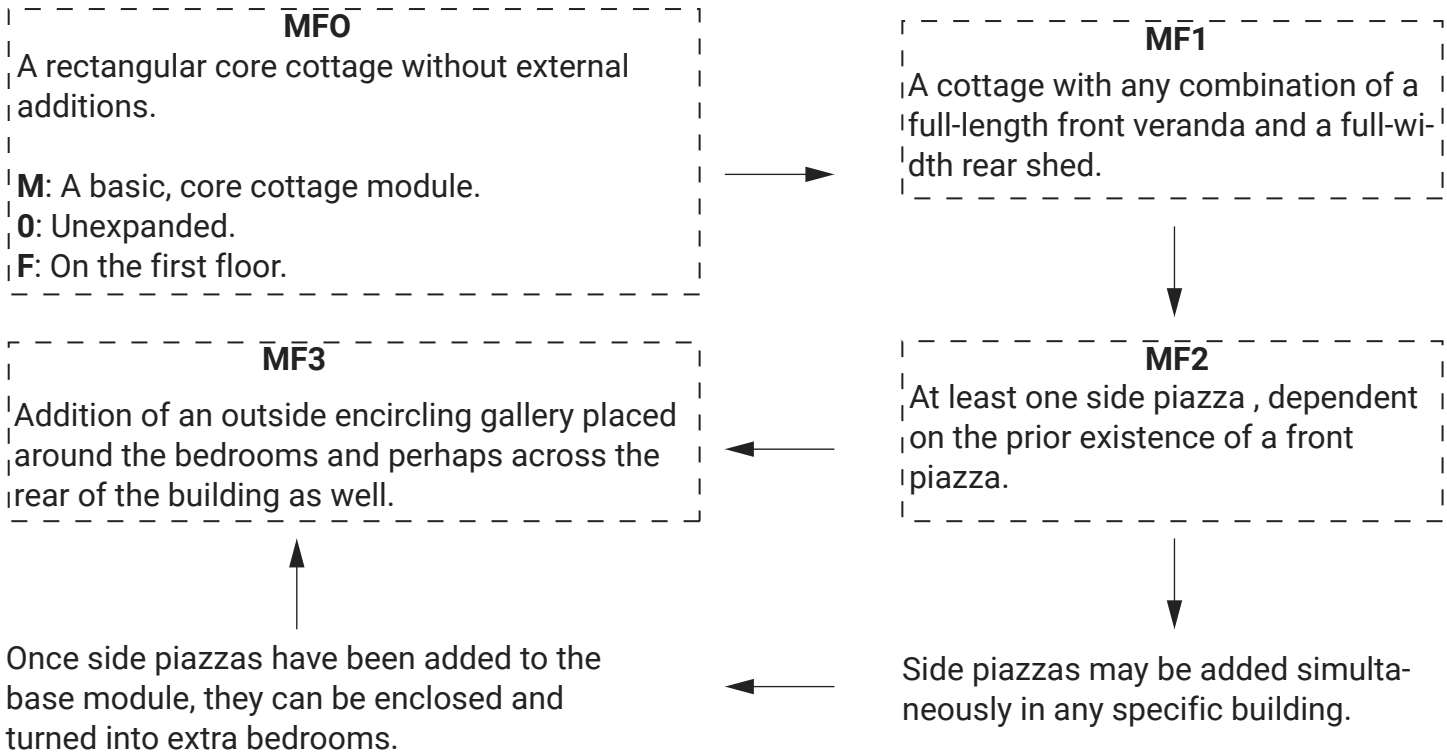 MFO
A rectangular core cottage without external
additions.
M: A basic, core cottage module.
0: Unexpanded.
F: On the first floor.
MF1
A cottage with any combination of a
full-length front veranda and a full-wi-
dth rear shed.
MF2
At least one side piazza , dependent
on the prior existence of a front
piazza.
MF3
Addition of an outside encircling gallery placed
around the bedrooms and perhaps across the
rear of the building as well.
Side piazzas may be added simulta-
neously in any specific building.
Once side piazzas have been added to the
base module, they can be enclosed and
turned into extra bedrooms.